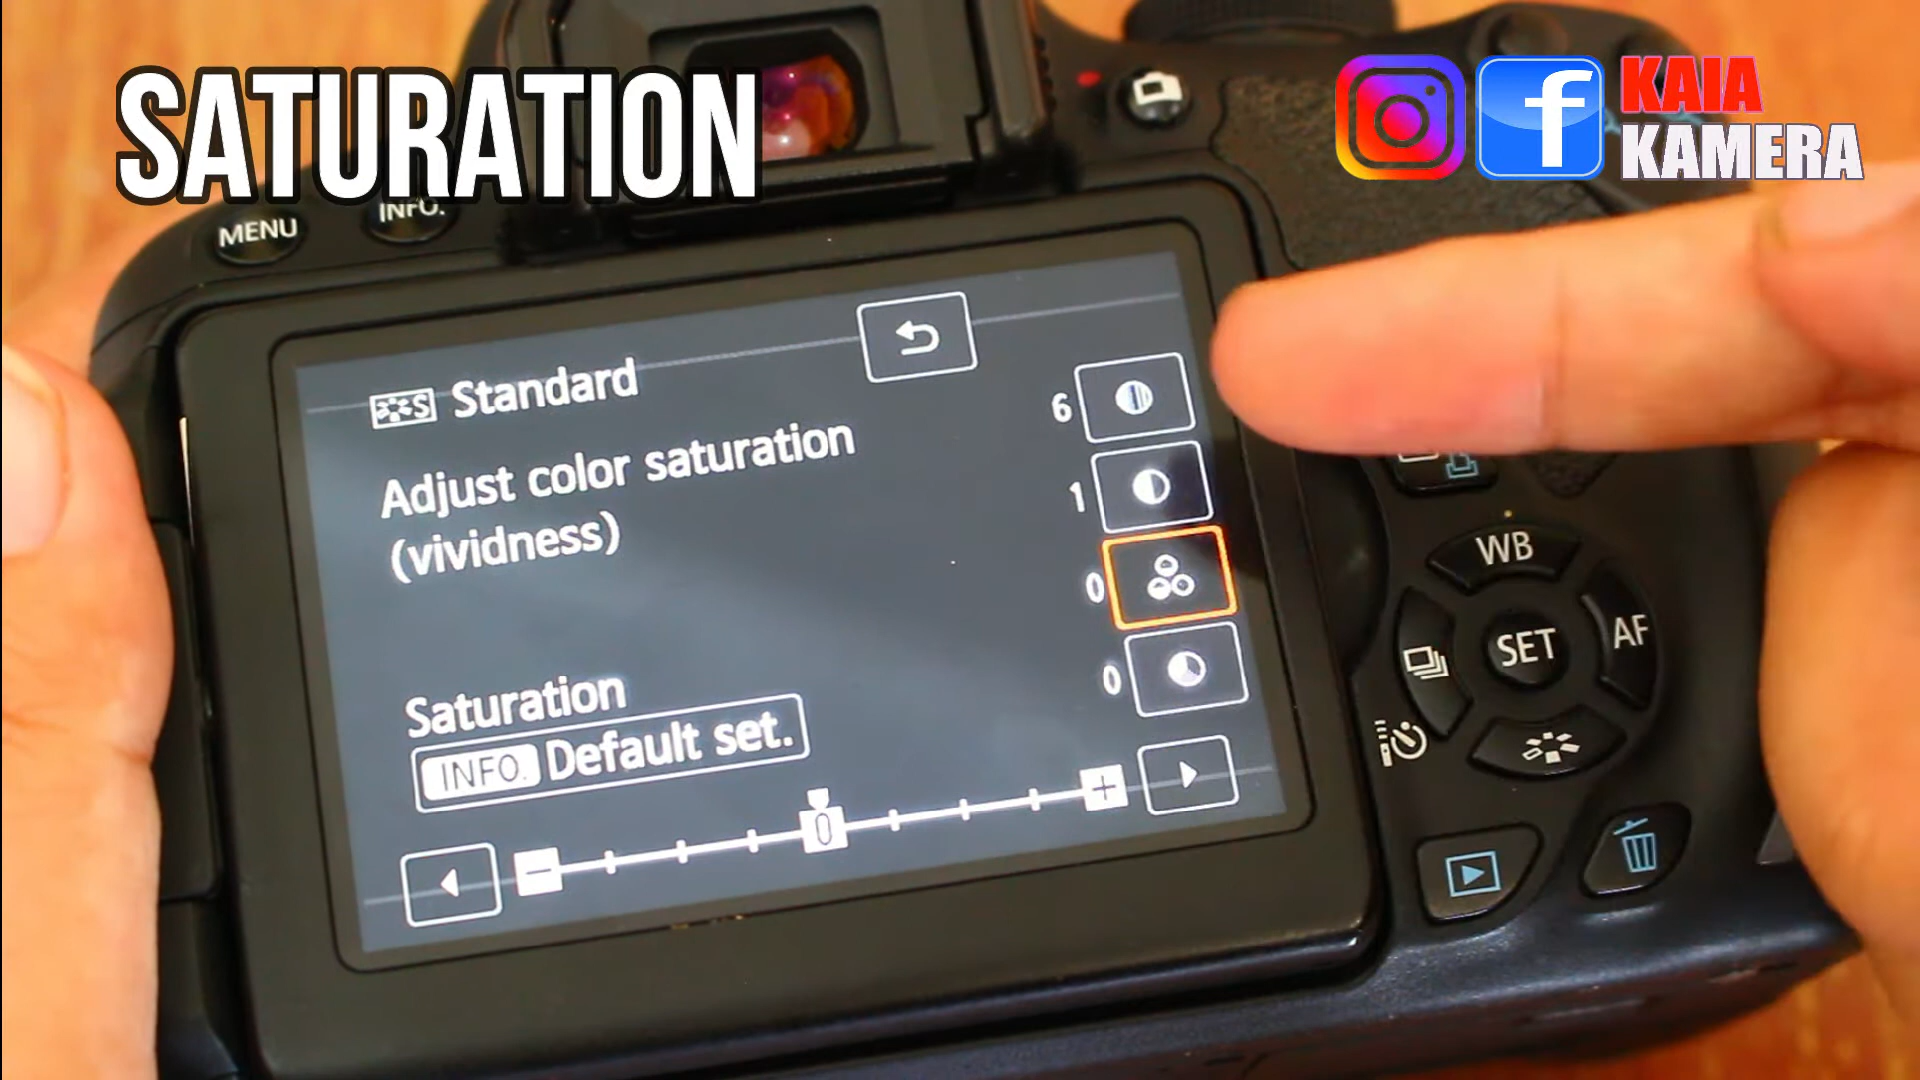 SATURATION
KAIA
KAMERA
MENU
INFO.
S Standard
Adjust color saturation
(vividness)
6
1
0
0
Saturation
INFO. Default set.
- 0 +
WB
AF
SET